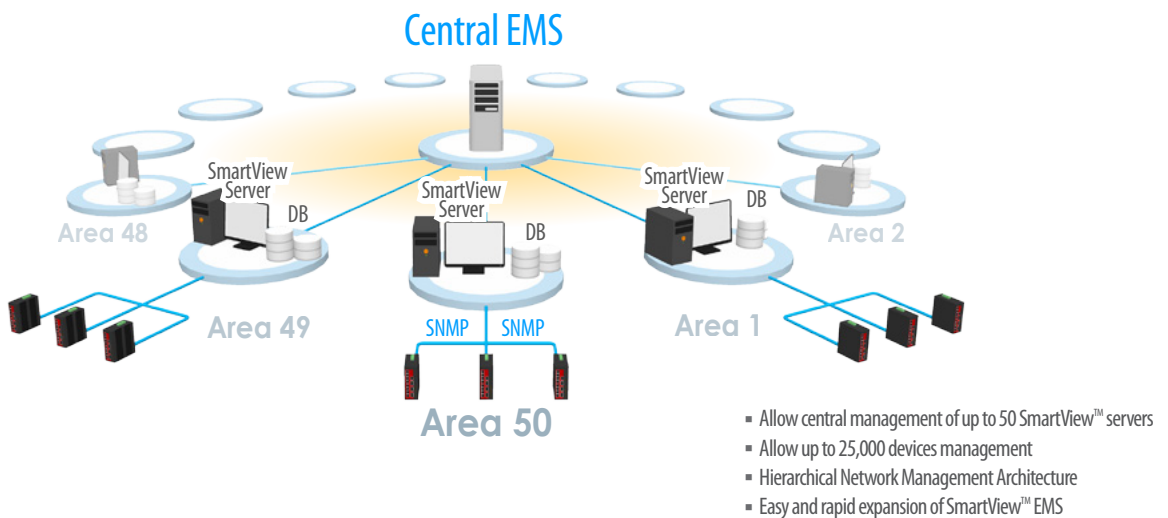 Central EMS
SmartView
Server
DB
SmartView
Server
DB
SmartView
Server
DB
Area 48
Area 2
Area 49
SNMP
SNMP
Area 1
Area 50
▪ Allow central management of up to 50 SmartView™ servers
▪ Allow up to 25,000 devices management
▪ Hierarchical Network Management Architecture
▪ Easy and rapid expansion of SmartView™ EMS